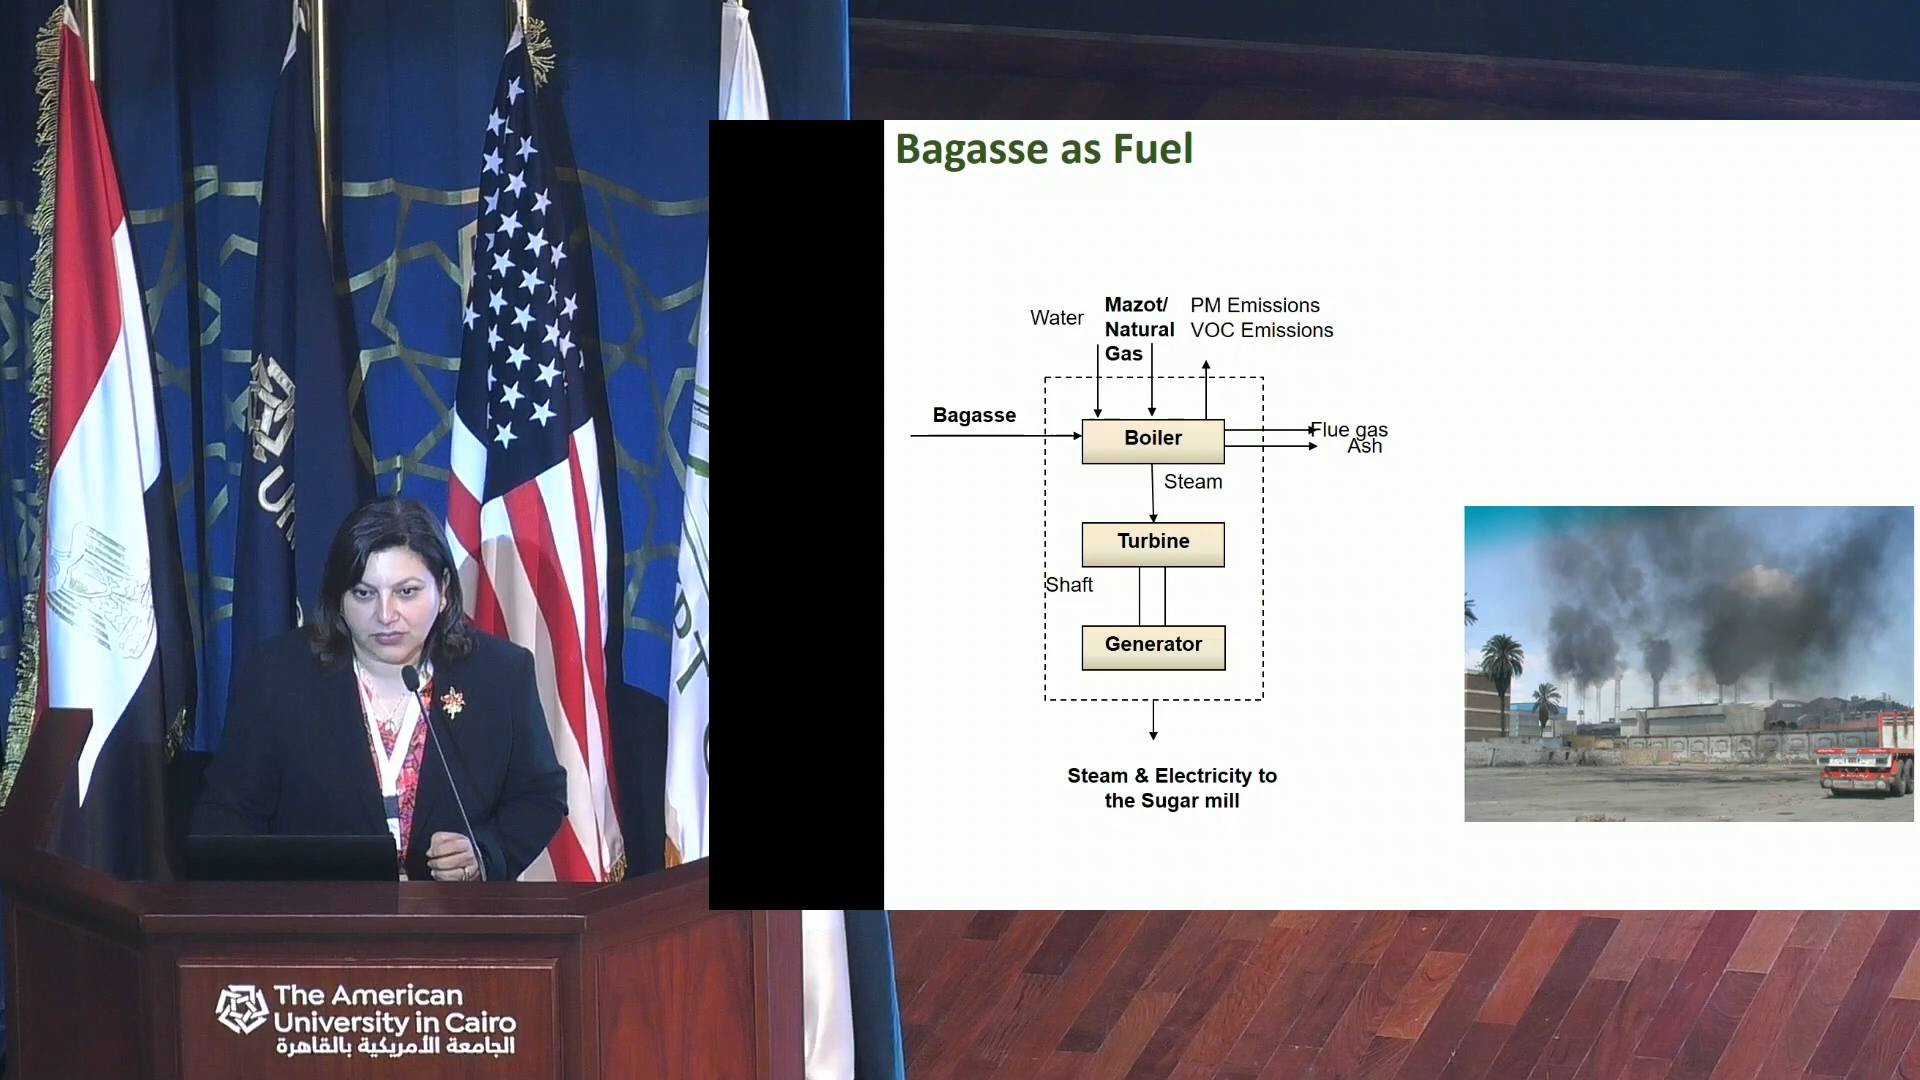 Bagasse as Fuel
Water
Mazot/
Natural
Gas
PM Emissions
VOC Emissions
Bagasse
Boiler
Flue gas
Ash
Steam
Turbine
Shaft
Generator
Steam & Electricity to
the Sugar mill
The American
University in Cairo
الجامعة الأمريكية بالقاهرة